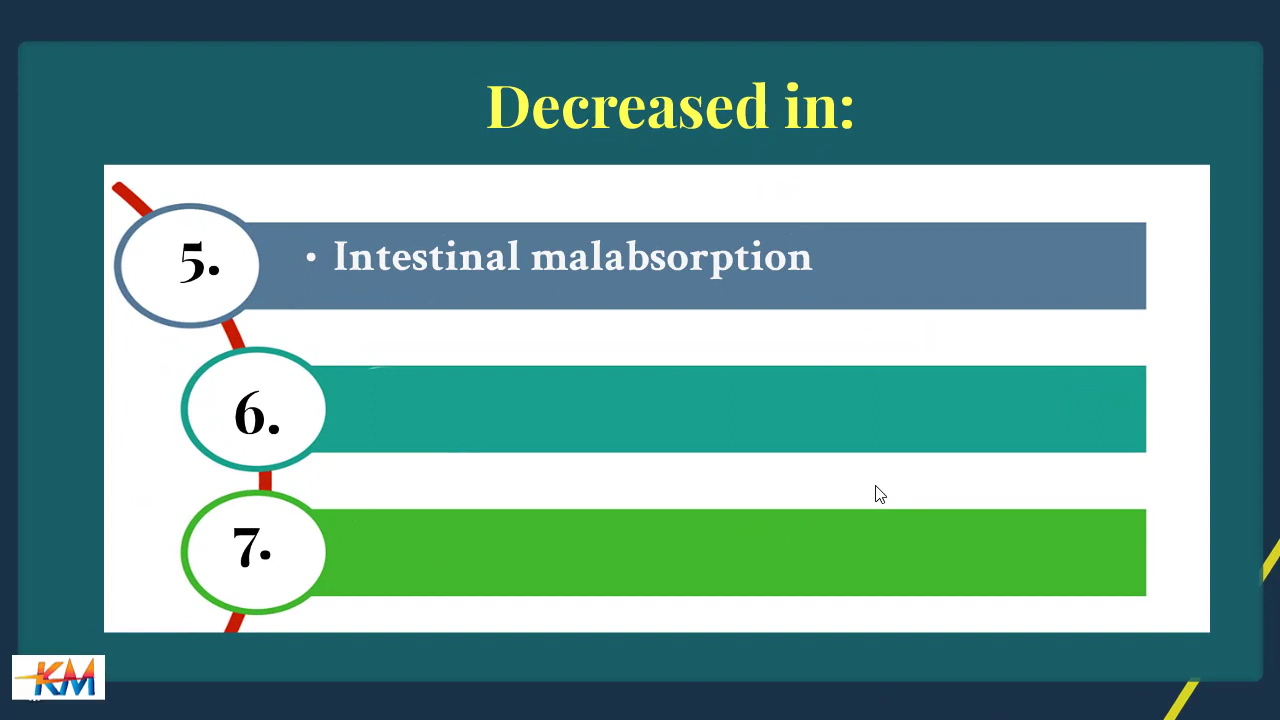 Decreased in:
5.
• Intestinal malabsorption
6.
7.
KM